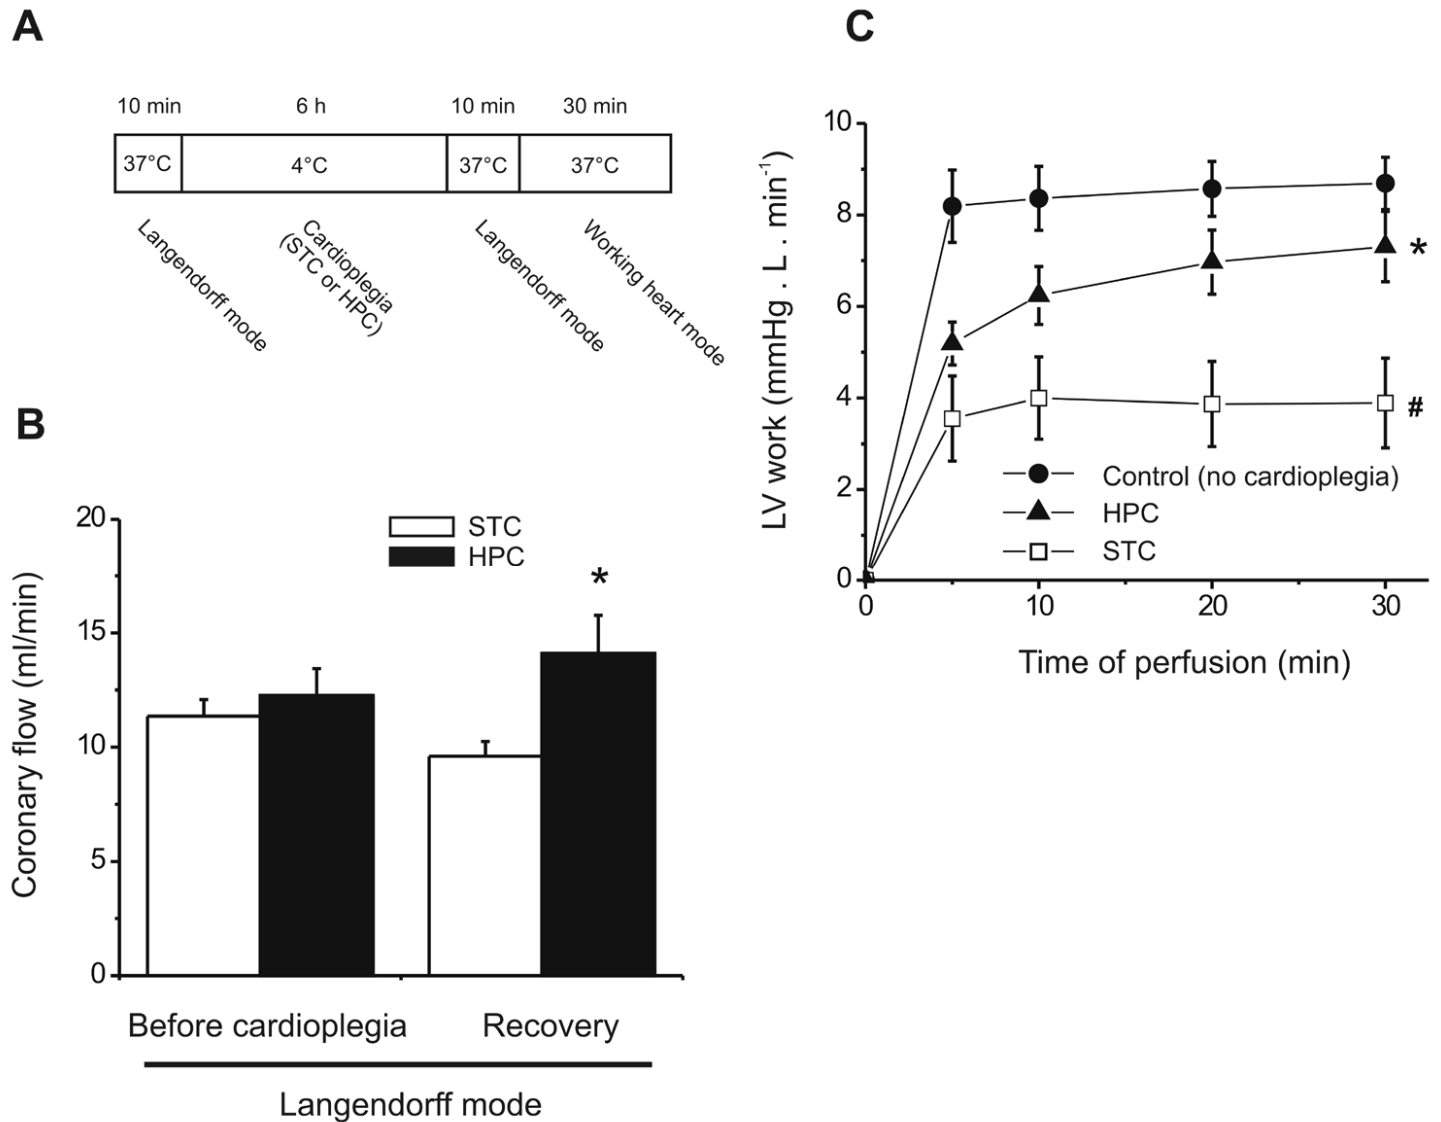 A
10 min 6 h 10 min 30 min
37°C 4°C 37°C 37°C
Langendorff mode
Cardioplegia
(STC or HPC)
Langendorff mode
Working heart mode
B
Coronary flow (ml/min)
20
15
10
5
0
STC
HPC
*
Before cardioplegia Recovery
Langendorff mode
C
LV work (mmHg . L . min⁻¹)
10
8
6
4
2
0
*
#
Control (no cardioplegia)
HPC
STC
0 10 20 30
Time of perfusion (min)